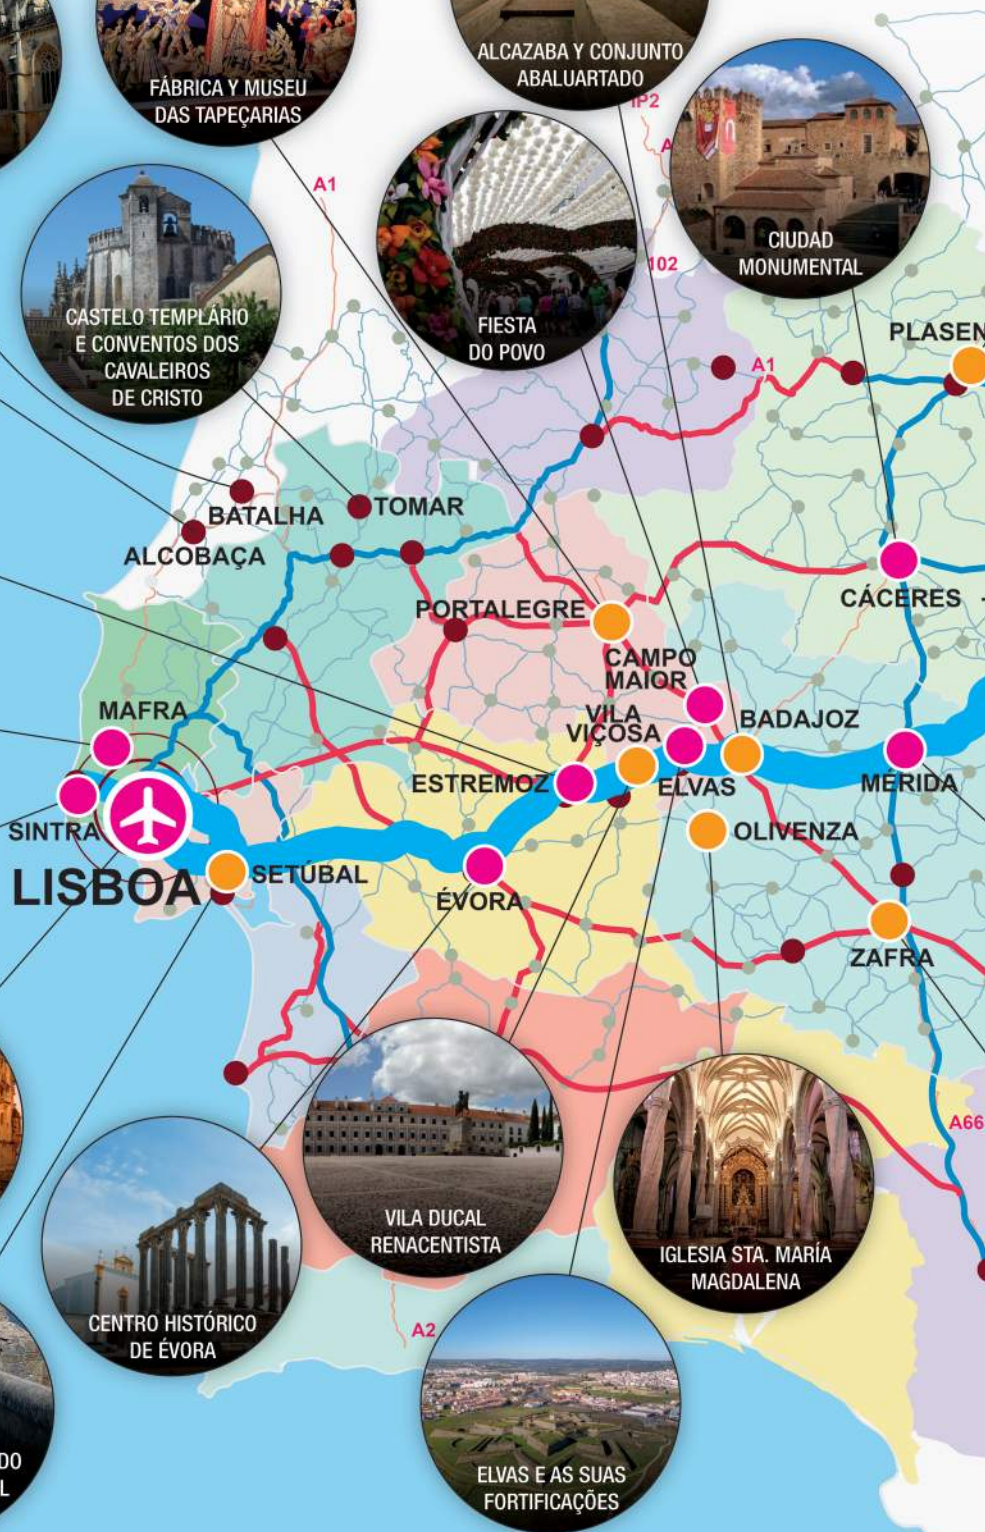 ALCAZABA Y CONJUNTO
ABALUARTADO
FÁBRICA Y MUSEU
DAS TAPEÇARIAS
IP2
A1
102
CIUDAD
MONUMENTAL
CASTELO TEMPLÁRIO
E CONVENTOS DOS
CAVALEIROS
DE CRISTO
FIESTA
DO POVO
PLASEN
A1
TOMAR
BATALHA
ALCOBAÇA
CÁCERES
PORTALEGRE
CAMPO
MAIOR
VILA
VIÇOSA
BADAJOZ
MAFRA
ESTREMOZ
ELVAS
MÉRIDA
SINTRA
OLIVENZA
LISBOA
SETÚBAL
ÉVORA
ZAFRA
A66
VILA DUCAL
RENACENTISTA
IGLESIA STA. MARÍA
MAGDALENA
CENTRO HISTÓRICO
DE ÉVORA
A2
DO
L
ELVAS E AS SUAS
FORTIFICAÇÕES